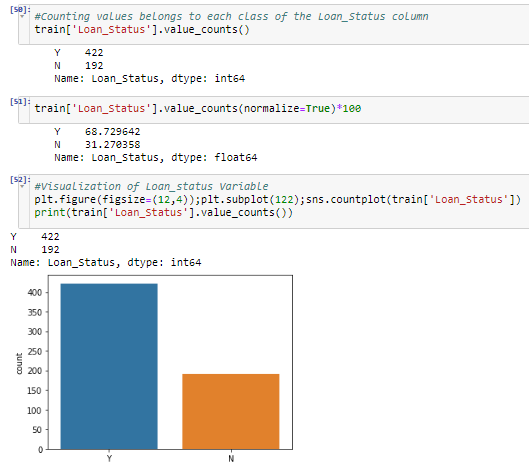 [50]:
#Counting values belongs to each class of the Loan_Status column
train['Loan_Status'].value_counts()
Y 422
N 192
Name: Loan_Status, dtype: int64
[51]:
train['Loan_Status'].value_counts(normalize=True)*100
Y 68.729642
N 31.270358
Name: Loan_Status, dtype: float64
[52]:
#Visualization of Loan_status Variable
plt.figure(figsize=(12,4));plt.subplot(122);sns.countplot(train['Loan_Status'])
print(train['Loan_Status'].value_counts())
Y 422
N 192
Name: Loan_Status, dtype: int64
400
350
300
250
200
150
100
50
0
count
Y N